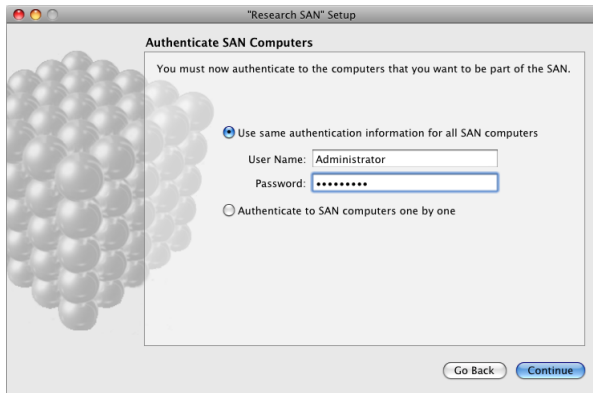 "Research SAN" Setup
Authenticate SAN Computers
You must now authenticate to the computers that you want to be part of the SAN.
Use same authentication information for all SAN computers
User Name: Administrator
Password: •••••••••
Authenticate to SAN computers one by one
Go Back Continue